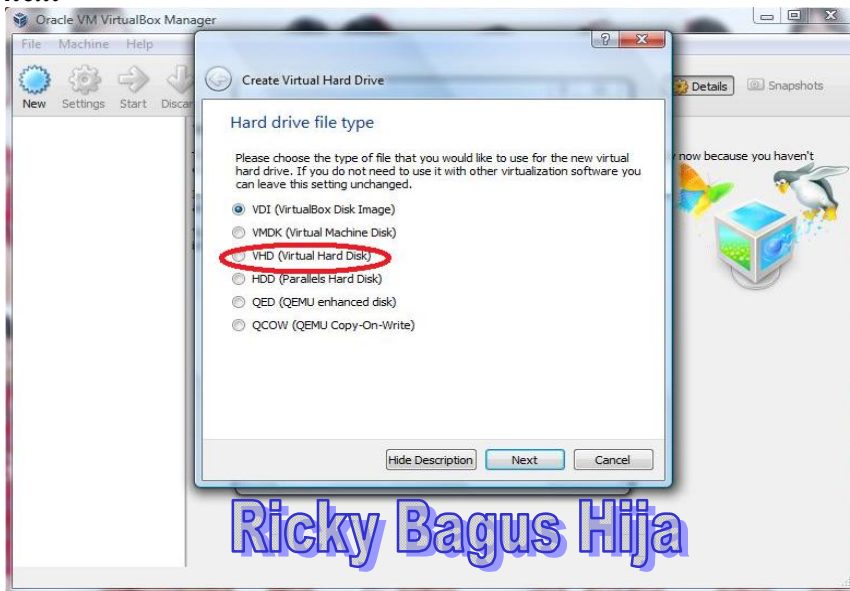 Oracle VM VirtualBox Manager
File Machine Help
New Settings Start
Details Snapshots
Create Virtual Hard Drive
Hard drive file type
Please choose the type of file that you would like to use for the new virtual
hard drive. If you do not need to use it with other virtualization software you
can leave this setting unchanged.
now because you haven't
VDI (VirtualBox Disk Image)
VMDK (Virtual Machine Disk)
VHD (Virtual Hard Disk)
HDD (Parallels Hard Disk)
QED (QEMU enhanced disk)
QCOW (QEMU Copy-On-Write)
Hide Description Next Cancel
Ricky Bagus Hija